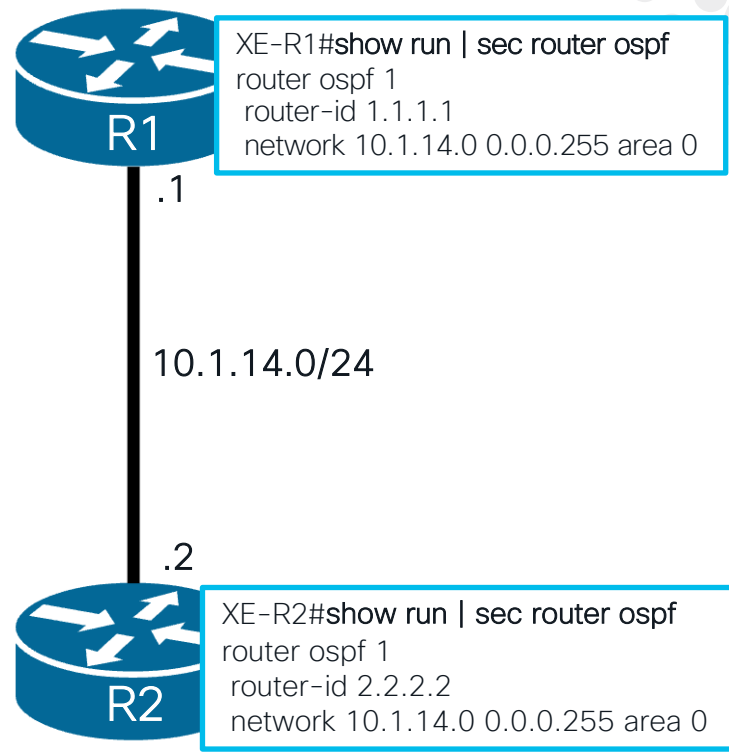 XE-R1#show run | sec router ospf
router ospf 1
router-id 1.1.1.1
network 10.1.14.0 0.0.0.255 area 0
R1
.1
10.1.14.0/24
.2
XE-R2#show run | sec router ospf
router ospf 1
router-id 2.2.2.2
network 10.1.14.0 0.0.0.255 area 0
R2